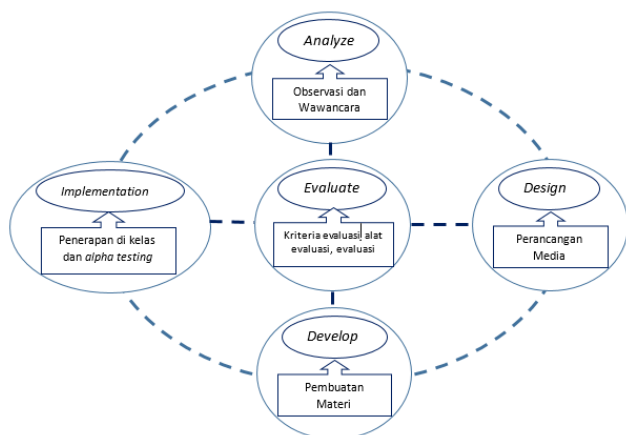 Analyze
Observasi dan
Wawancara
Implementation
Penerapan di kelas
dan alpha testing
Evaluate
Kriteria evaluasi, alat
evaluasi, evaluasi
Design
Perancangan
Media
Develop
Pembuatan
Materi